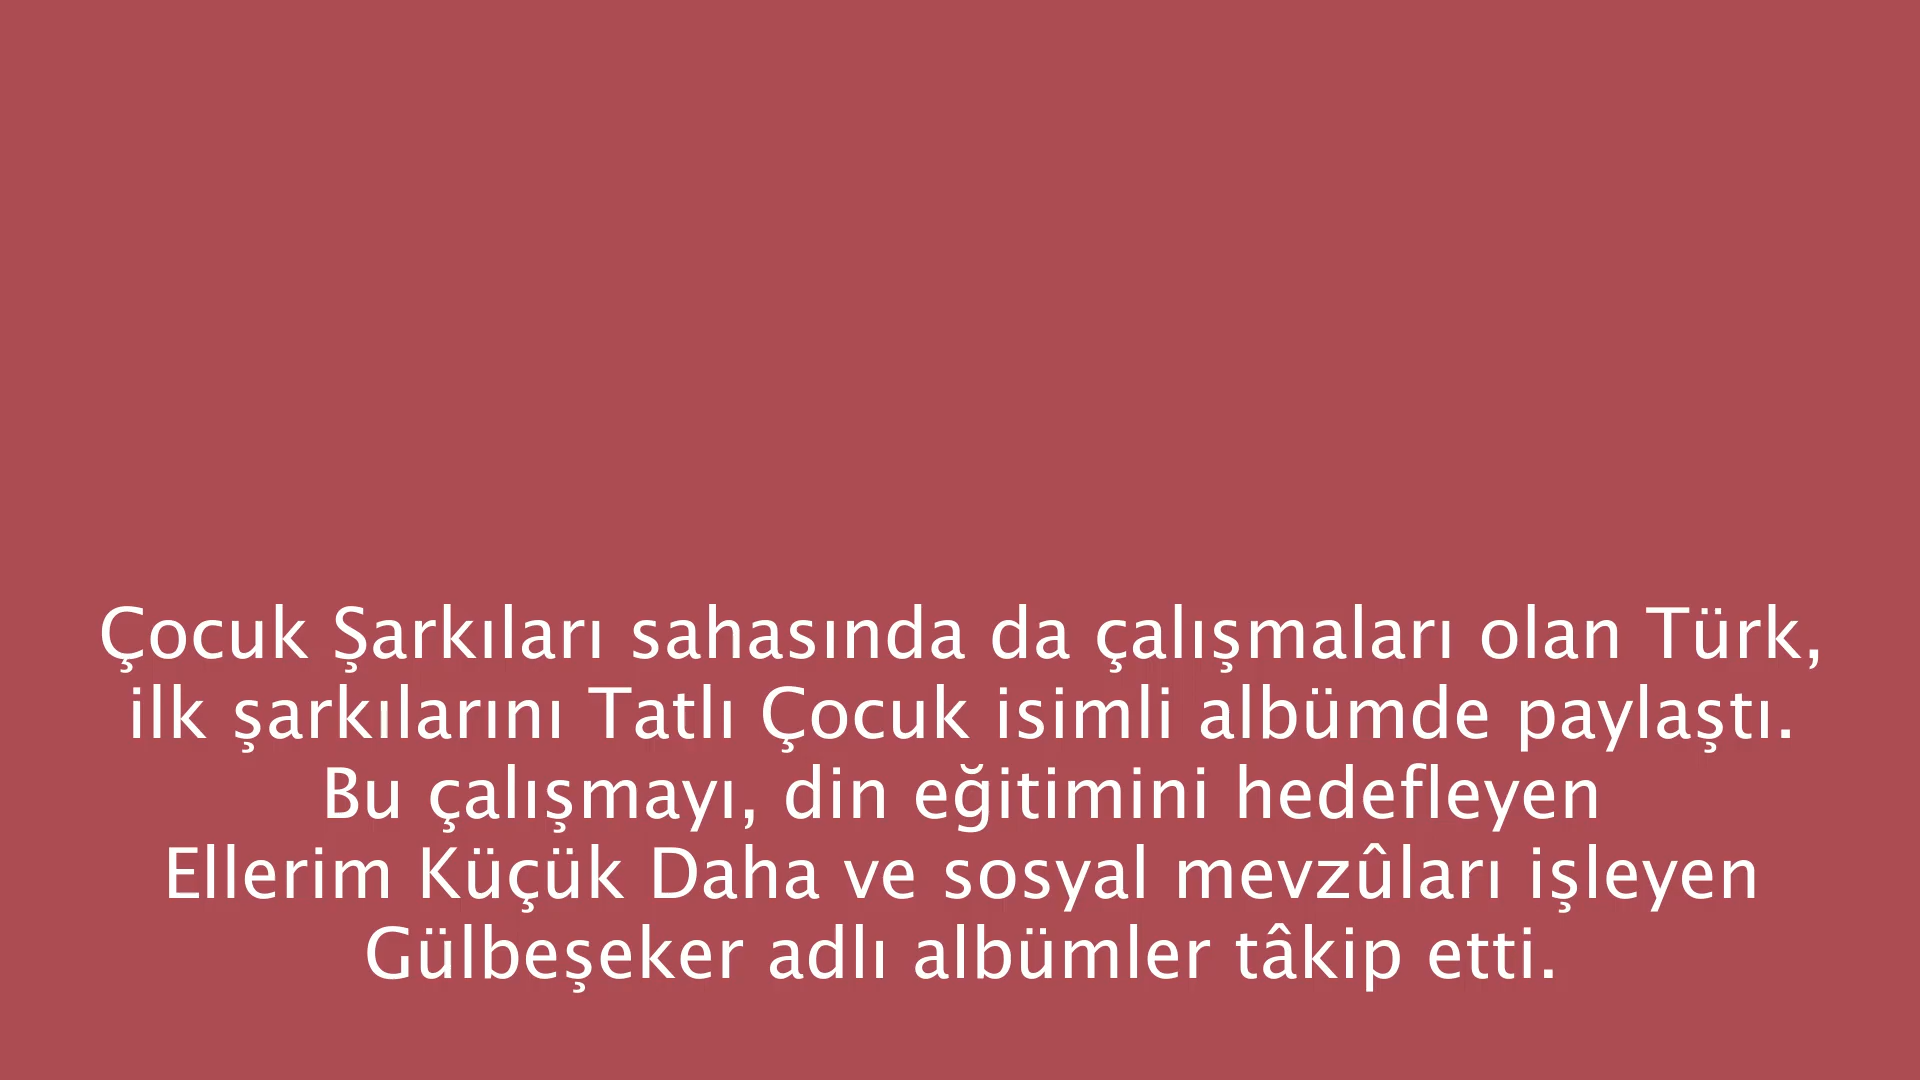 Çocuk Şarkıları sahasında da çalışmaları olan Türk,
ilk şarkılarını Tatlı Çocuk isimli albümde paylaştı.
Bu çalışmayı, din eğitimini hedefleyen
Ellerim Küçük Daha ve sosyal mevzûları işleyen
Gülbeşeker adlı albümler tâkip etti.